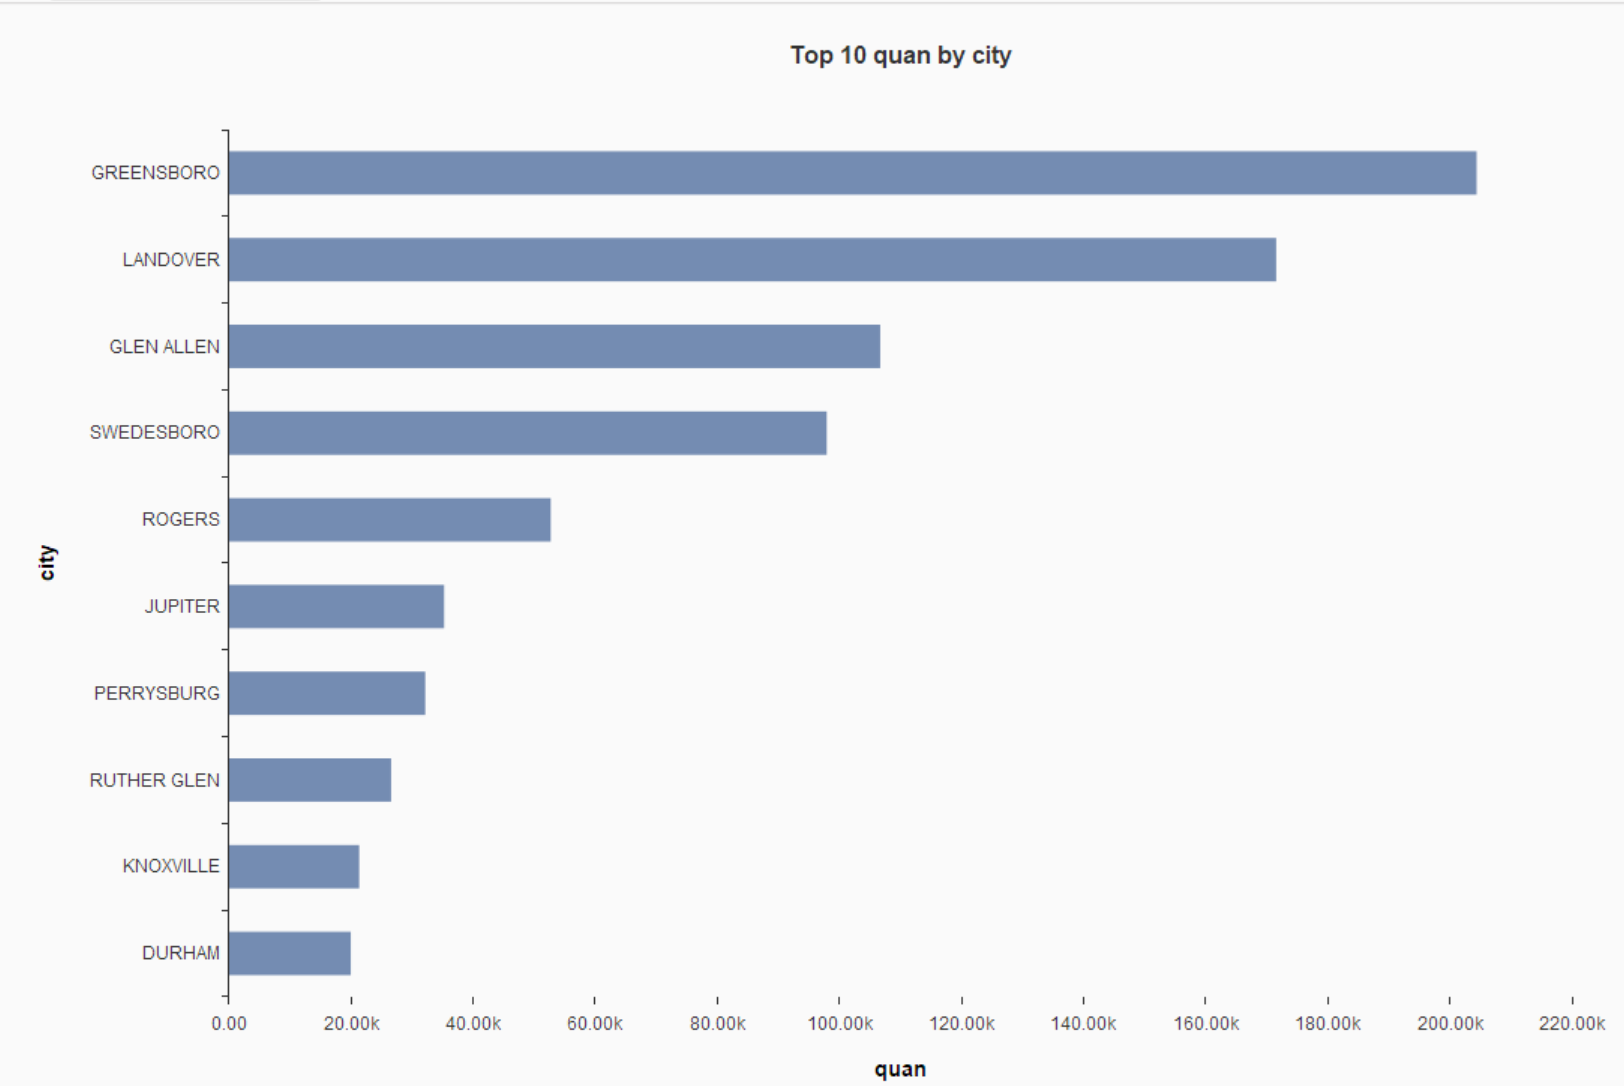 Top 10 quan by city
GREENSBORO
LANDOVER
GLEN ALLEN
SWEDESBORO
ROGERS
city
JUPITER
PERRYSBURG
RUTHER GLEN
KNOXVILLE
DURHAM
0.00 20.00k 40.00k 60.00k 80.00k 100.00k 120.00k 140.00k 160.00k 180.00k 200.00k 220.00k
quan